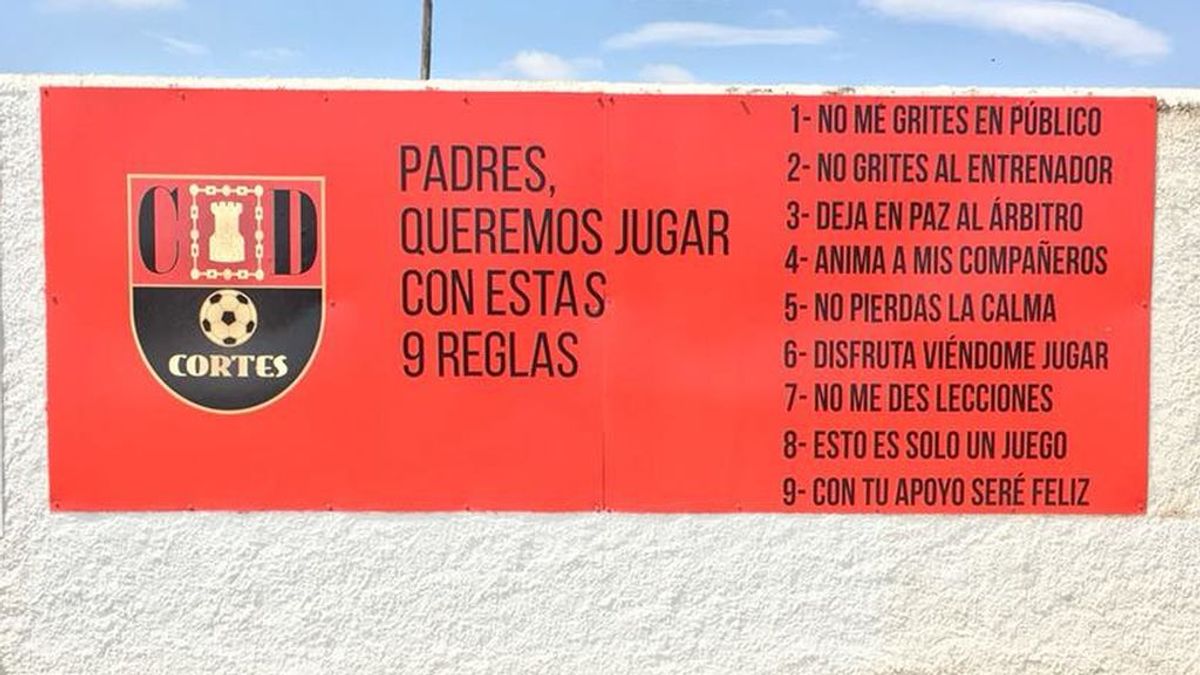 C D
CORTES
PADRES,
QUEREMOS JUGAR
CON ESTAS
9 REGLAS
1- NO ME GRITES EN PÚBLICO
2- NO GRITES AL ENTRENADOR
3- DEJA EN PAZ AL ÁRBITRO
4- ANIMA A MIS COMPAÑEROS
5- NO PIERDAS LA CALMA
6- DISFRUTA VIÉNDOME JUGAR
7- NO ME DES LECCIONES
8- ESTO ES SOLO UN JUEGO
9- CON TU APOYO SERÉ FELIZ